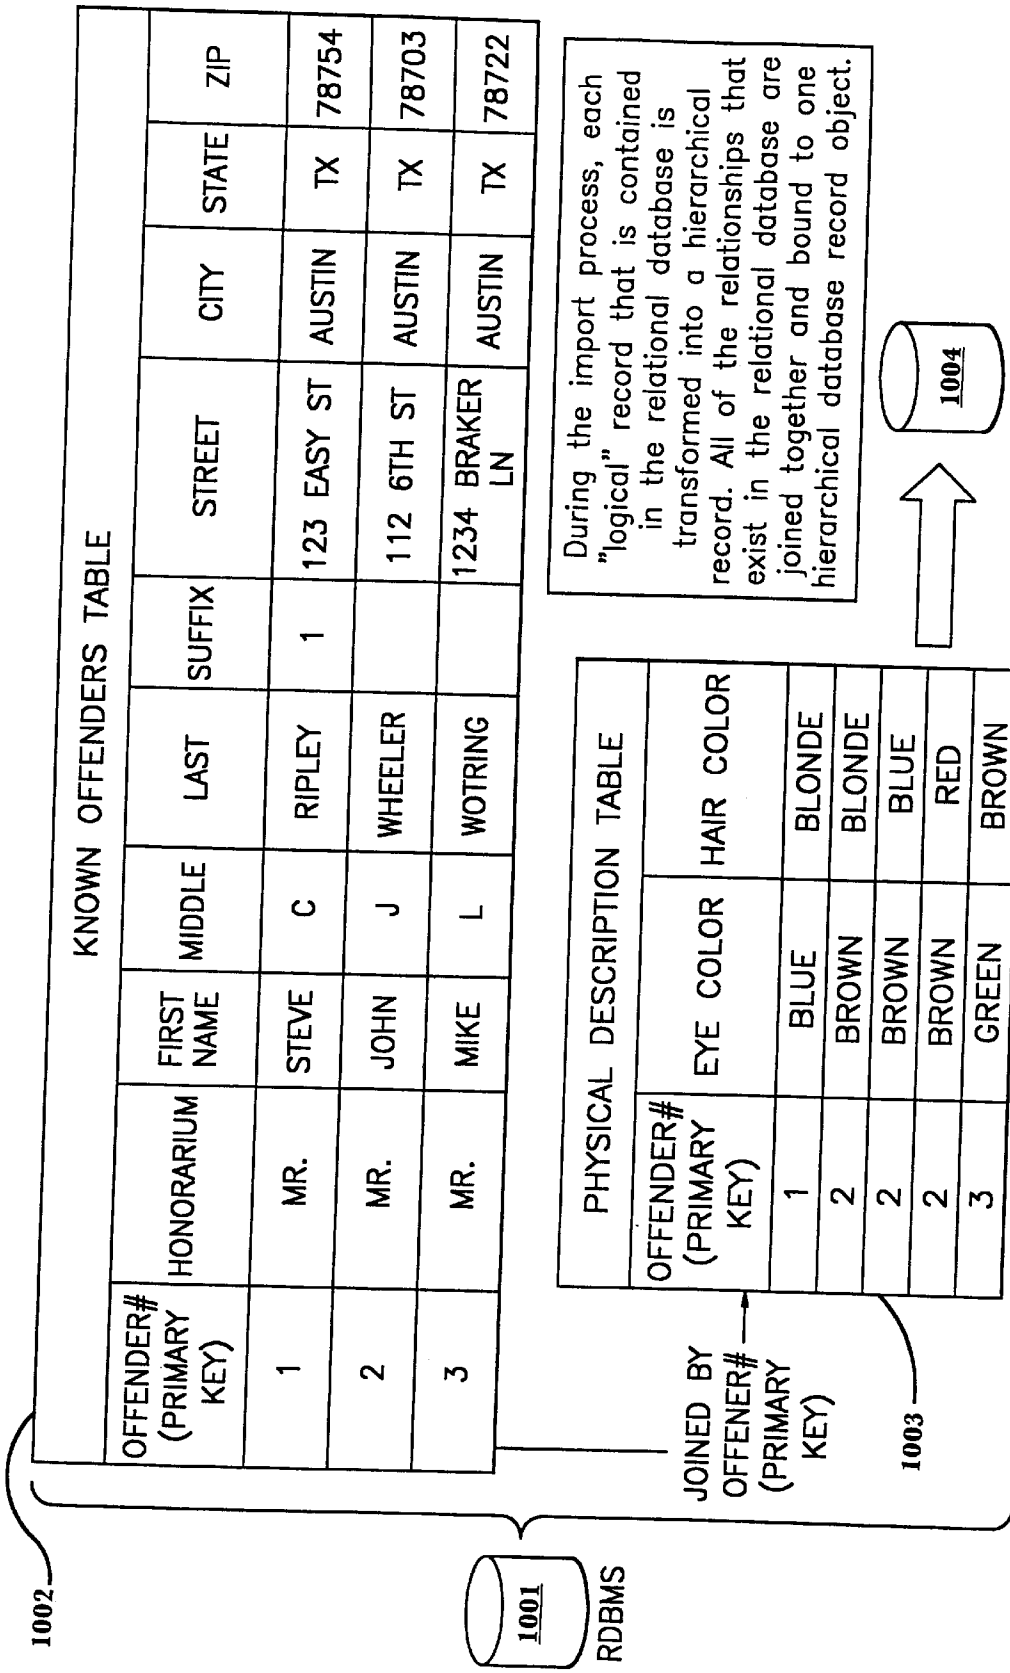 1002
KNOWN OFFENDERS TABLE
OFFENDER# (PRIMARY KEY) HONORARIUM FIRST NAME MIDDLE LAST SUFFIX STREET CITY STATE ZIP
1 MR. STEVE C RIPLEY 1 123 EASY ST AUSTIN TX 78754
2 MR. JOHN J WHEELER 112 6TH ST AUSTIN TX 78703
3 MR. MIKE L WOTRING 1234 BRAKER LN AUSTIN TX 78722
1001
RDBMS
JOINED BY
OFFENER#
(PRIMARY
KEY)
1003
PHYSICAL DESCRIPTION TABLE
OFFENDER# (PRIMARY KEY) EYE COLOR HAIR COLOR
1 BLUE BLONDE
2 BROWN BLONDE
2 BROWN BLUE
2 BROWN RED
3 GREEN BROWN
During the import process, each
"logical" record that is contained
in the relational database is
transformed into a hierarchical
record. All of the relationships that
exist in the relational database are
joined together and bound to one
hierarchical database record object.
1004